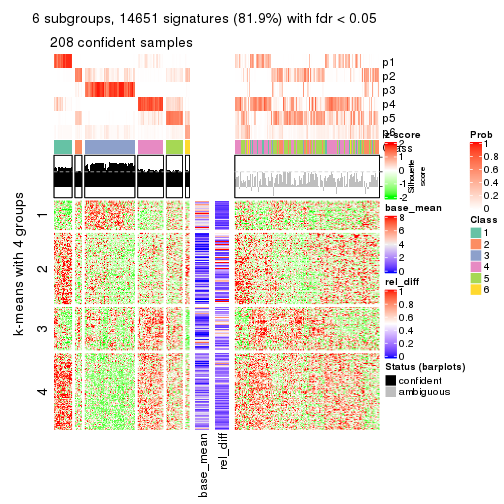 6 subgroups, 14651 signatures (81.9%) with fdr < 0.05
208 confident samples
p1
p2
p3
p4
p5
p6
z_score
2
1
0
-1
-2
Class
Silhouette
score
base_mean
8
6
4
2
0
rel_diff
1
0.8
0.6
0.4
0.2
0
Status (barplots)
confident
ambiguous
Prob
1
0.8
0.6
0.4
0.2
0
Class
1
2
3
4
5
6
k-means with 4 groups
1
2
3
4
base_mean
rel_diff